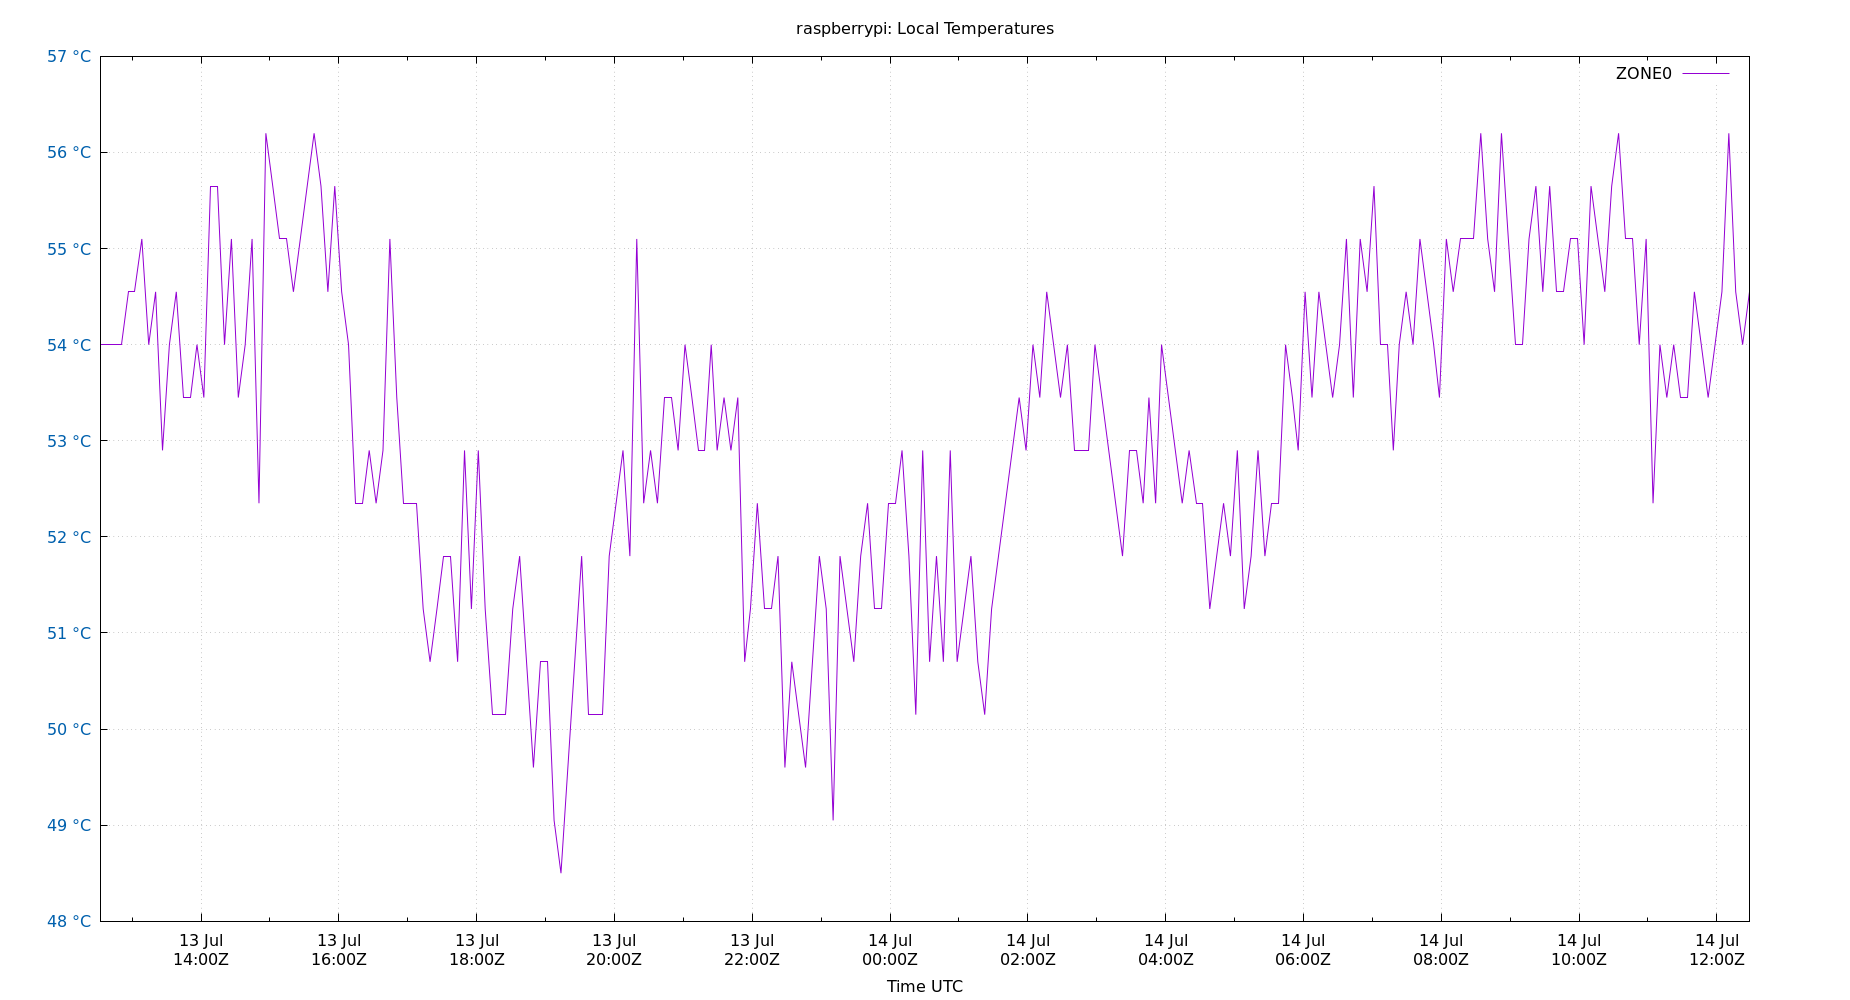 raspberrypi: Local Temperatures
57 °C
ZONE0
56 °C
55 °C
54 °C
53 °C
52 °C
51 °C
50 °C
49 °C
48 °C
13 Jul 13 Jul 13 Jul 13 Jul 13 Jul 14 Jul 14 Jul 14 Jul 14 Jul 14 Jul 14 Jul 14 Jul
14:00Z 16:00Z 18:00Z 20:00Z 22:00Z 00:00Z 02:00Z 04:00Z 06:00Z 08:00Z 10:00Z 12:00Z
Time UTC